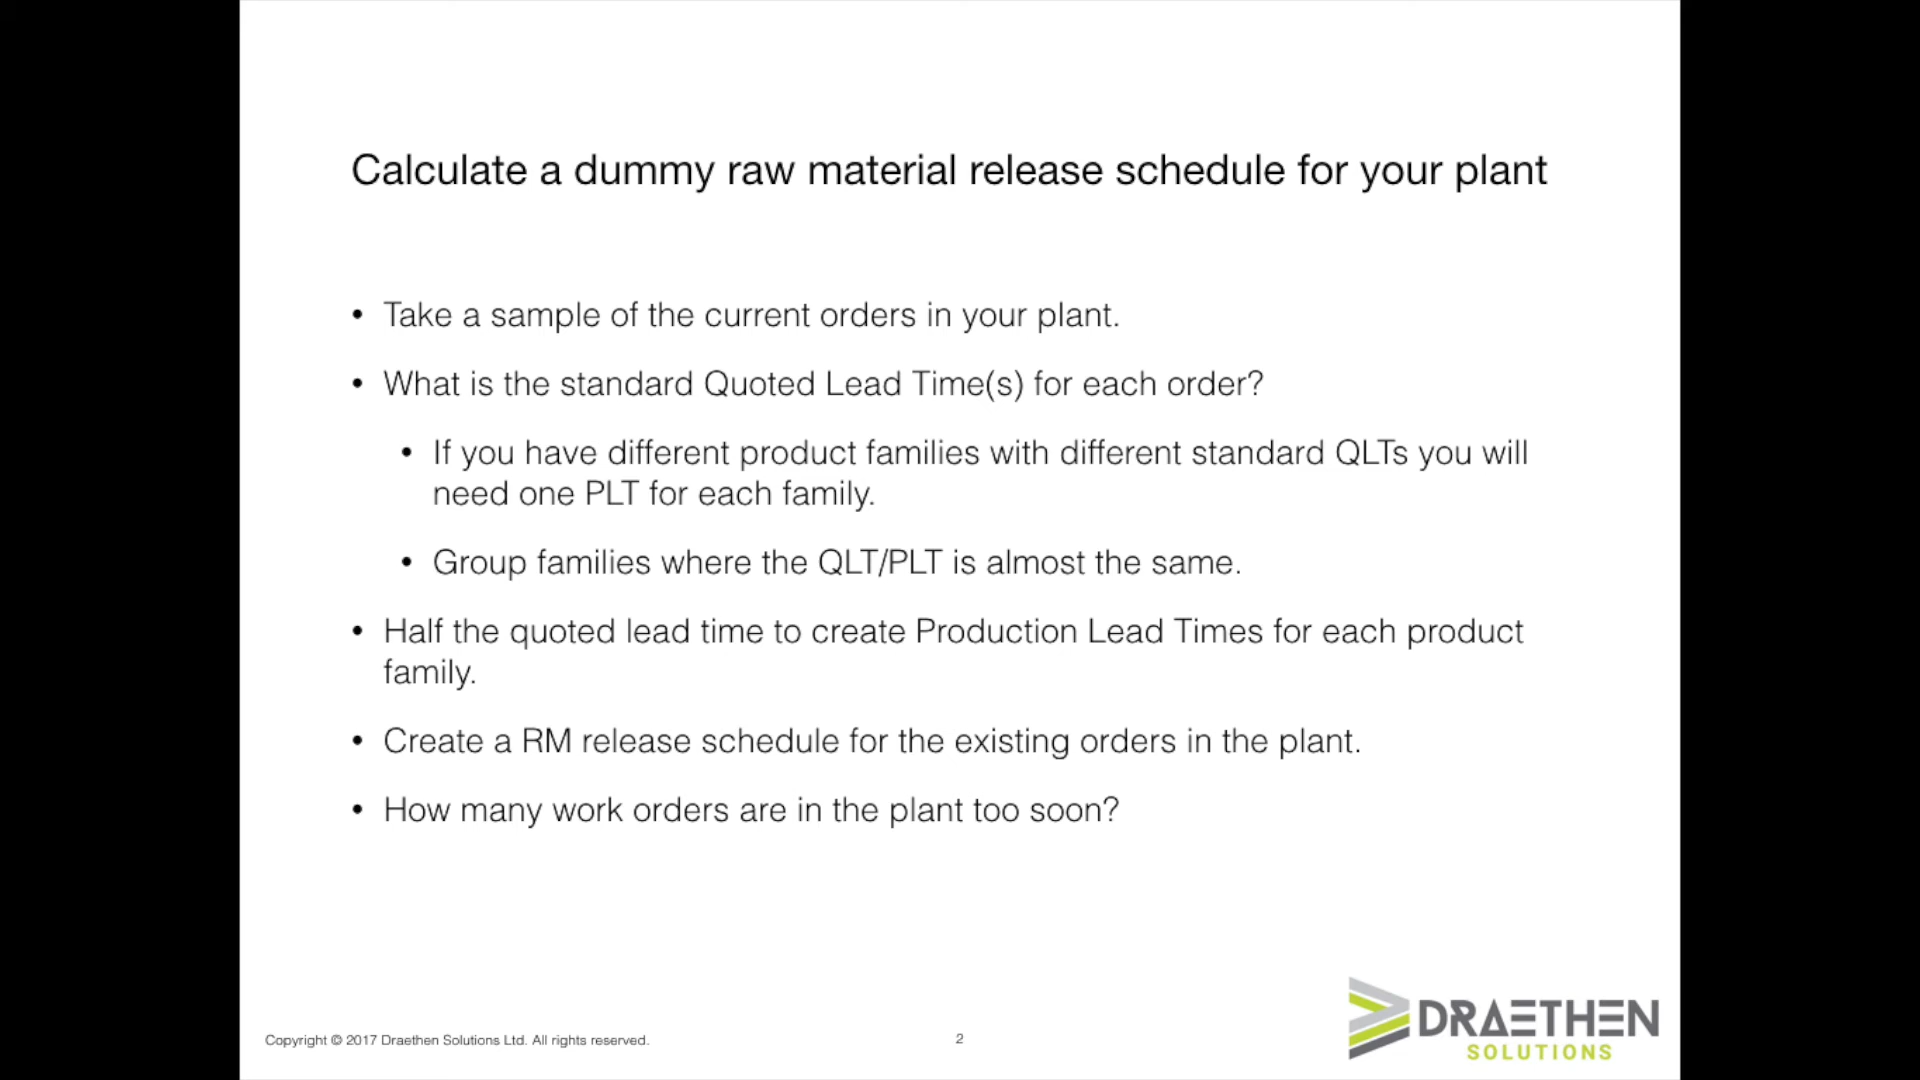 Calculate a dummy raw material release schedule for your plant
• Take a sample of the current orders in your plant.
• What is the standard Quoted Lead Time(s) for each order?
• If you have different product families with different standard QLTs you will
need one PLT for each family.
• Group families where the QLT/PLT is almost the same.
• Half the quoted lead time to create Production Lead Times for each product
family.
• Create a RM release schedule for the existing orders in the plant.
• How many work orders are in the plant too soon?
Copyright © 2017 Draethen Solutions Ltd. All rights reserved.
2
DRAETHEN
SOLUTIONS